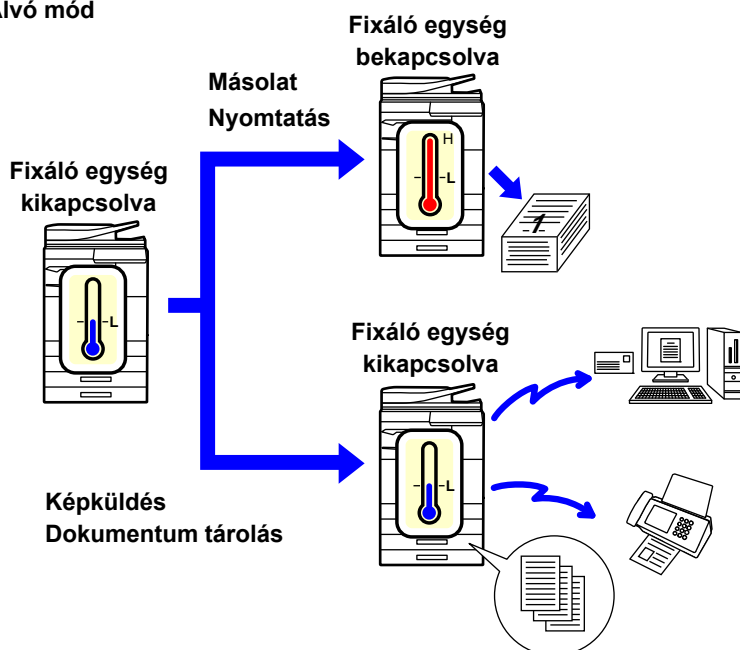 Alvó mód
Fixáló egység
bekapcsolva
Másolat
Nyomtatás
H
L
1
Fixáló egység
kikapcsolva
L
Fixáló egység
kikapcsolva
L
Képküldés
Dokumentum tárolás